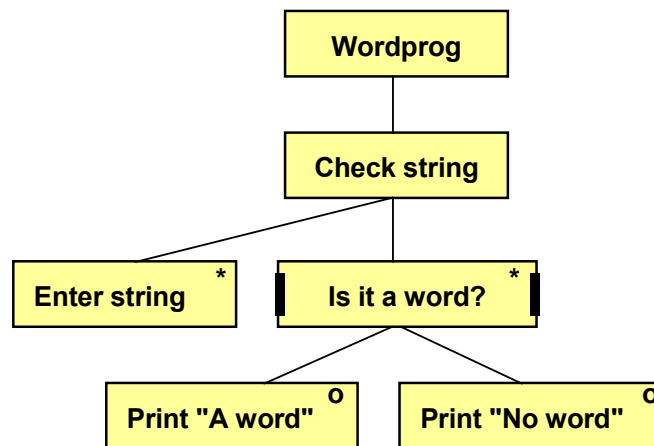 Wordprog
Check string
Enter string *
Is it a word? *
Print "A word" o
Print "No word" o